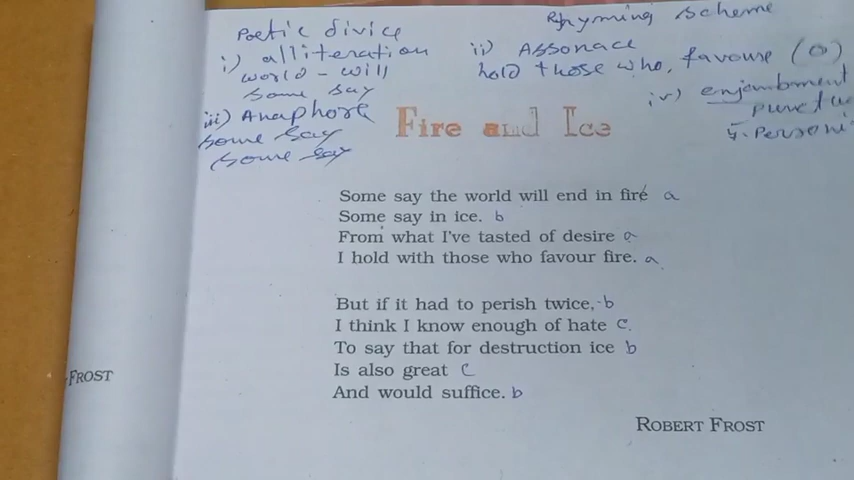 Poetic divice
Rhyming scheme
i) alliteration
world - will
some say
ii) Assonace
hold those who, favoure (o)
iii) Anaphore
some say
some say
iv) enjambment
Fire and Ice
Some say the world will end in fire a
Some say in ice. b
From what I've tasted of desire a
I hold with those who favour fire. a
But if it had to perish twice, b
I think I know enough of hate c
To say that for destruction ice b
Is also great c
And would suffice. b
FROST
ROBERT FROST